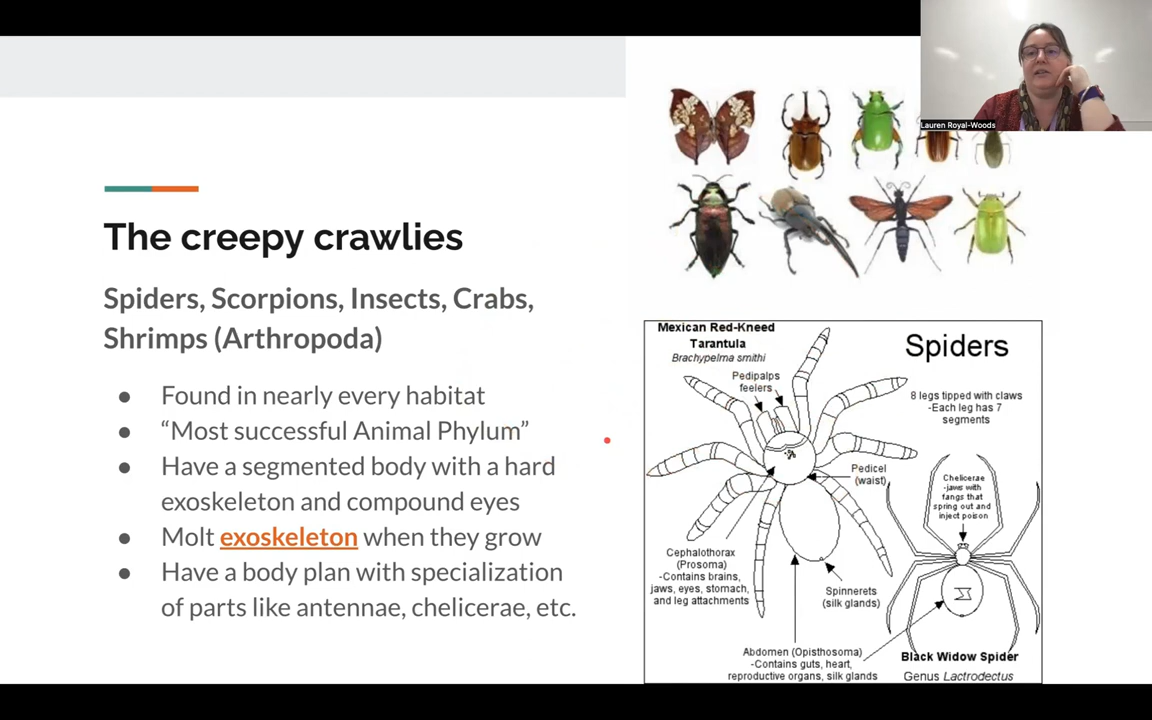 Lauren Royal-Woods
The creepy crawlies
Spiders, Scorpions, Insects, Crabs,
Shrimps (Arthropoda)
● Found in nearly every habitat
● “Most successful Animal Phylum”
● Have a segmented body with a hard
exoskeleton and compound eyes
● Molt exoskeleton when they grow
● Have a body plan with specialization
of parts like antennae, chelicerae, etc.
Mexican Red-Kneed
Tarantula
Brachypelma smithi
Spiders
Pedipalps
feelers
8 legs tipped with claws
-Each leg has 7
segments
Pedicel
(waist)
Chelicerae
-jaws with
fangs that
spring out and
inject poison
Cephalothorax
(Prosoma)
-Contains brains,
jaws, eyes, stomach,
and leg attachments
Spinnerets
(silk glands)
Abdomen (Opisthosoma)
-Contains guts, heart,
reproductive organs, silk glands
Black Widow Spider
Genus Lactrodectus